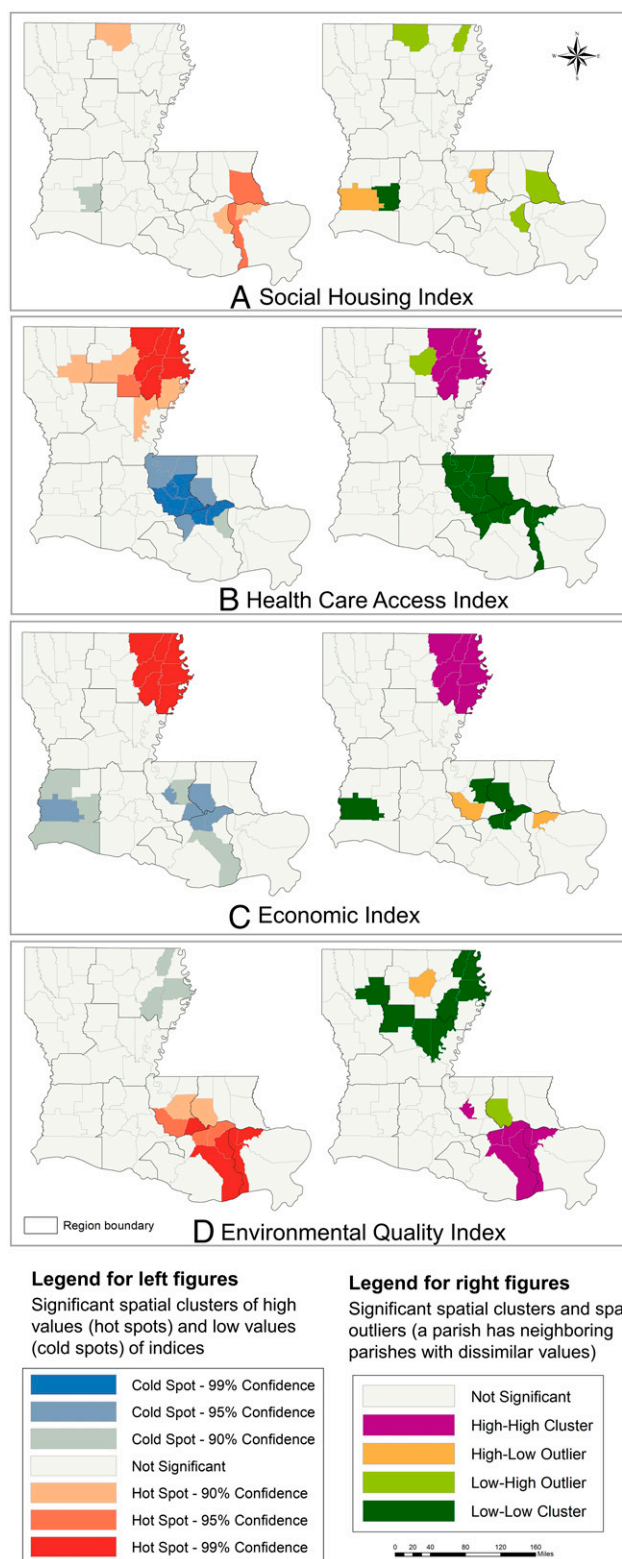 N
W E
S
A Social Housing Index
B Health Care Access Index
C Economic Index
Region boundary
D Environmental Quality Index
Legend for left figures
Significant spatial clusters of high
values (hot spots) and low values
(cold spots) of indices
Cold Spot - 99% Confidence
Cold Spot - 95% Confidence
Cold Spot - 90% Confidence
Not Significant
Hot Spot - 90% Confidence
Hot Spot - 95% Confidence
Hot Spot - 99% Confidence
Legend for right figures
Significant spatial clusters and spa
outliers (a parish has neighboring
parishes with dissimilar values)
Not Significant
High-High Cluster
High-Low Outlier
Low-High Outlier
Low-Low Cluster
0 20 40 80 120 160
Miles